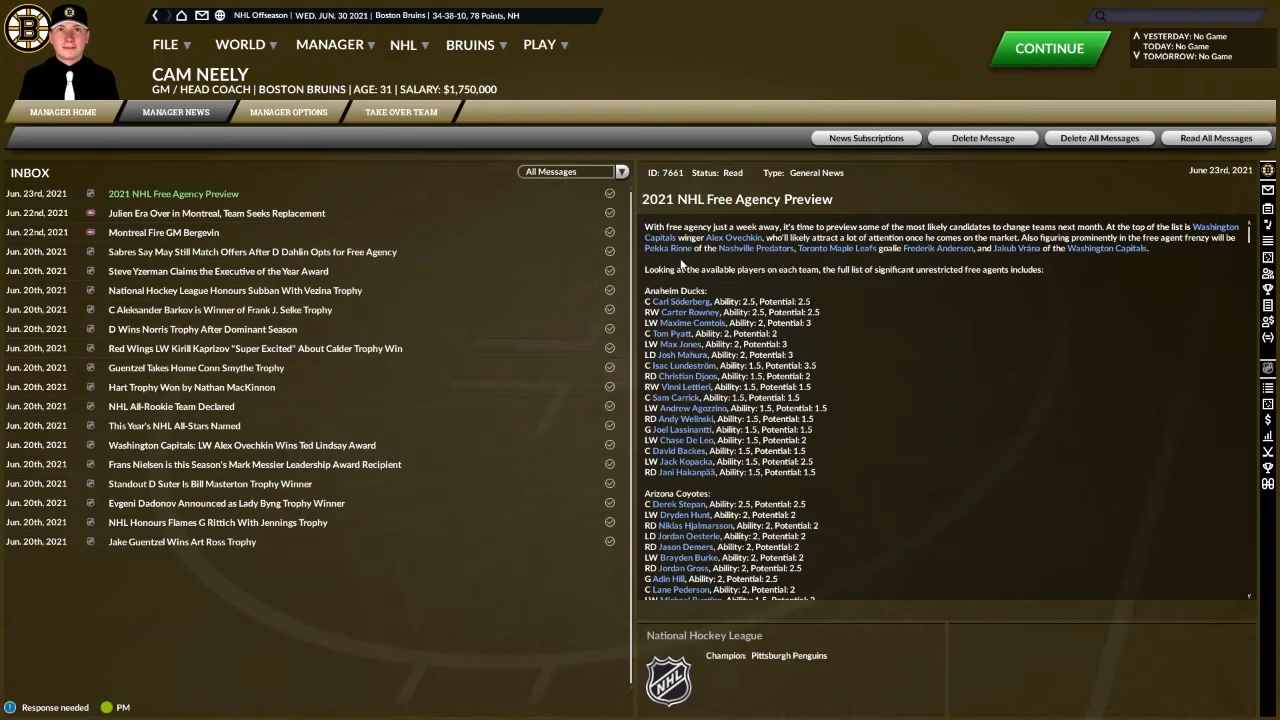 NHL Offseason | WED. JUN. 30 2021 | Boston Bruins | 34-38-10, 78 Points, NH
FILE WORLD MANAGER NHL BRUINS PLAY
CONTINUE
YESTERDAY: No Game
TODAY: No Game
TOMORROW: No Game
CAM NEELY
GM / HEAD COACH | BOSTON BRUINS | AGE: 31 | SALARY: $1,750,000
MANAGER HOME MANAGER NEWS MANAGER OPTIONS TAKE OVER TEAM
News Subscriptions Delete Message Delete All Messages Read All Messages
INBOX All Messages
Jun. 23rd, 2021 2021 NHL Free Agency Preview
Jun. 22nd, 2021 Julien Era Over in Montreal, Team Seeks Replacement
Jun. 22nd, 2021 Montreal Fire GM Bergevin
Jun. 20th, 2021 Sabres Say May Still Match Offers After D Dahlin Opts for Free Agency
Jun. 20th, 2021 Steve Yzerman Claims the Executive of the Year Award
Jun. 20th, 2021 National Hockey League Honours Subban With Vezina Trophy
Jun. 20th, 2021 C Aleksander Barkov is Winner of Frank J. Selke Trophy
Jun. 20th, 2021 D Wins Norris Trophy After Dominant Season
Jun. 20th, 2021 Red Wings LW Kirill Kaprizov "Super Excited" About Calder Trophy Win
Jun. 20th, 2021 Guentzel Takes Home Conn Smythe Trophy
Jun. 20th, 2021 Hart Trophy Won by Nathan MacKinnon
Jun. 20th, 2021 NHL All-Rookie Team Declared
Jun. 20th, 2021 This Year's NHL All-Stars Named
Jun. 20th, 2021 Washington Capitals: LW Alex Ovechkin Wins Ted Lindsay Award
Jun. 20th, 2021 Frans Nielsen is this Season's Mark Messier Leadership Award Recipient
Jun. 20th, 2021 Standout D Suter Is Bill Masterton Trophy Winner
Jun. 20th, 2021 Evgeni Dadonov Announced as Lady Byng Trophy Winner
Jun. 20th, 2021 NHL Honours Flames G Rittich With Jennings Trophy
Jun. 20th, 2021 Jake Guentzel Wins Art Ross Trophy
Response needed PM
ID: 7661 Status: Read Type: General News June 23rd, 2021
2021 NHL Free Agency Preview
With free agency just a week away, it's time to preview some of the most likely candidates to change teams next month. At the top of the list is Washington
Capitals winger Alex Ovechkin, who'll likely attract a lot of attention once he comes on the market. Also figuring prominently in the free agent frenzy will be
Pekka Rinne of the Nashville Predators, Toronto Maple Leafs goalie Frederik Andersen, and Jakub Vrána of the Washington Capitals.
Looking at the available players on each team, the full list of significant unrestricted free agents includes:
Anaheim Ducks:
C Carl Söderberg, Ability: 2.5, Potential: 2.5
RW Carter Rowney, Ability: 2.5, Potential: 2.5
LW Maxime Comtois, Ability: 2, Potential: 3
C Tom Pyatt, Ability: 2, Potential: 2
LW Max Jones, Ability: 2, Potential: 3
LD Josh Mahura, Ability: 2, Potential: 3
C Isac Lundeström, Ability: 1.5, Potential: 3.5
RD Christian Djoos, Ability: 1.5, Potential: 2
RW Vinni Lettieri, Ability: 1.5, Potential: 1.5
C Sam Carrick, Ability: 1.5, Potential: 1.5
LW Andrew Agozzino, Ability: 1.5, Potential: 1.5
RD Andy Welinski, Ability: 1.5, Potential: 1.5
G Joel Lassinantti, Ability: 1.5, Potential: 1.5
LW Chase De Leo, Ability: 1.5, Potential: 2
C David Backes, Ability: 1.5, Potential: 1.5
LW Jack Kopacka, Ability: 1.5, Potential: 2.5
RD Jani Hakanpää, Ability: 1.5, Potential: 1.5
Arizona Coyotes:
C Derek Stepan, Ability: 2.5, Potential: 2.5
LW Dryden Hunt, Ability: 2, Potential: 2
RD Niklas Hjalmarsson, Ability: 2, Potential: 2
LD Jordan Oesterle, Ability: 2, Potential: 2
RD Jason Demers, Ability: 2, Potential: 2
LW Brayden Burke, Ability: 2, Potential: 2
RD Jordan Gross, Ability: 2, Potential: 2.5
G Adin Hill, Ability: 2, Potential: 2.5
C Lane Pederson, Ability: 2, Potential: 2
LW Michael Bunting, Ability: 1.5, Potential: 2
National Hockey League
NHL
Champion: Pittsburgh Penguins